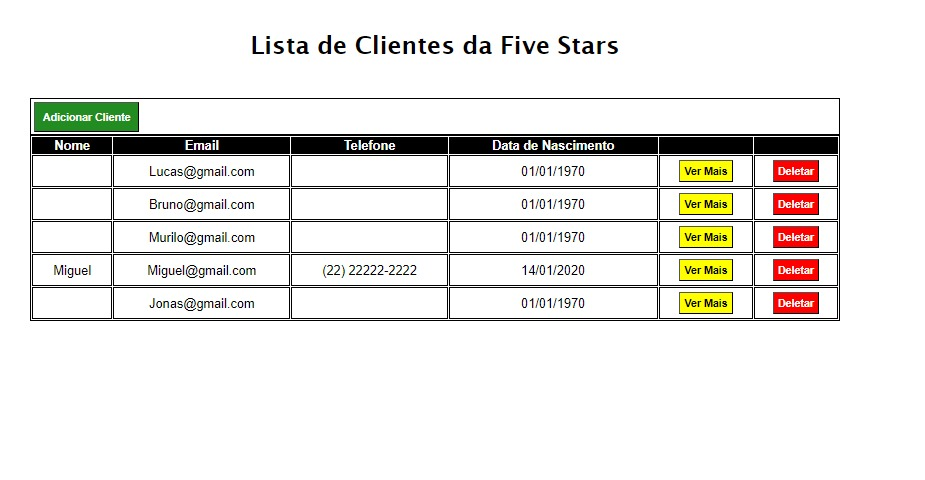 Lista de Clientes da Five Stars
Adicionar Cliente
Nome Email Telefone Data de Nascimento
Lucas@gmail.com 01/01/1970 Ver Mais Deletar
Bruno@gmail.com 01/01/1970 Ver Mais Deletar
Murilo@gmail.com 01/01/1970 Ver Mais Deletar
Miguel Miguel@gmail.com (22) 22222-2222 14/01/2020 Ver Mais Deletar
Jonas@gmail.com 01/01/1970 Ver Mais Deletar